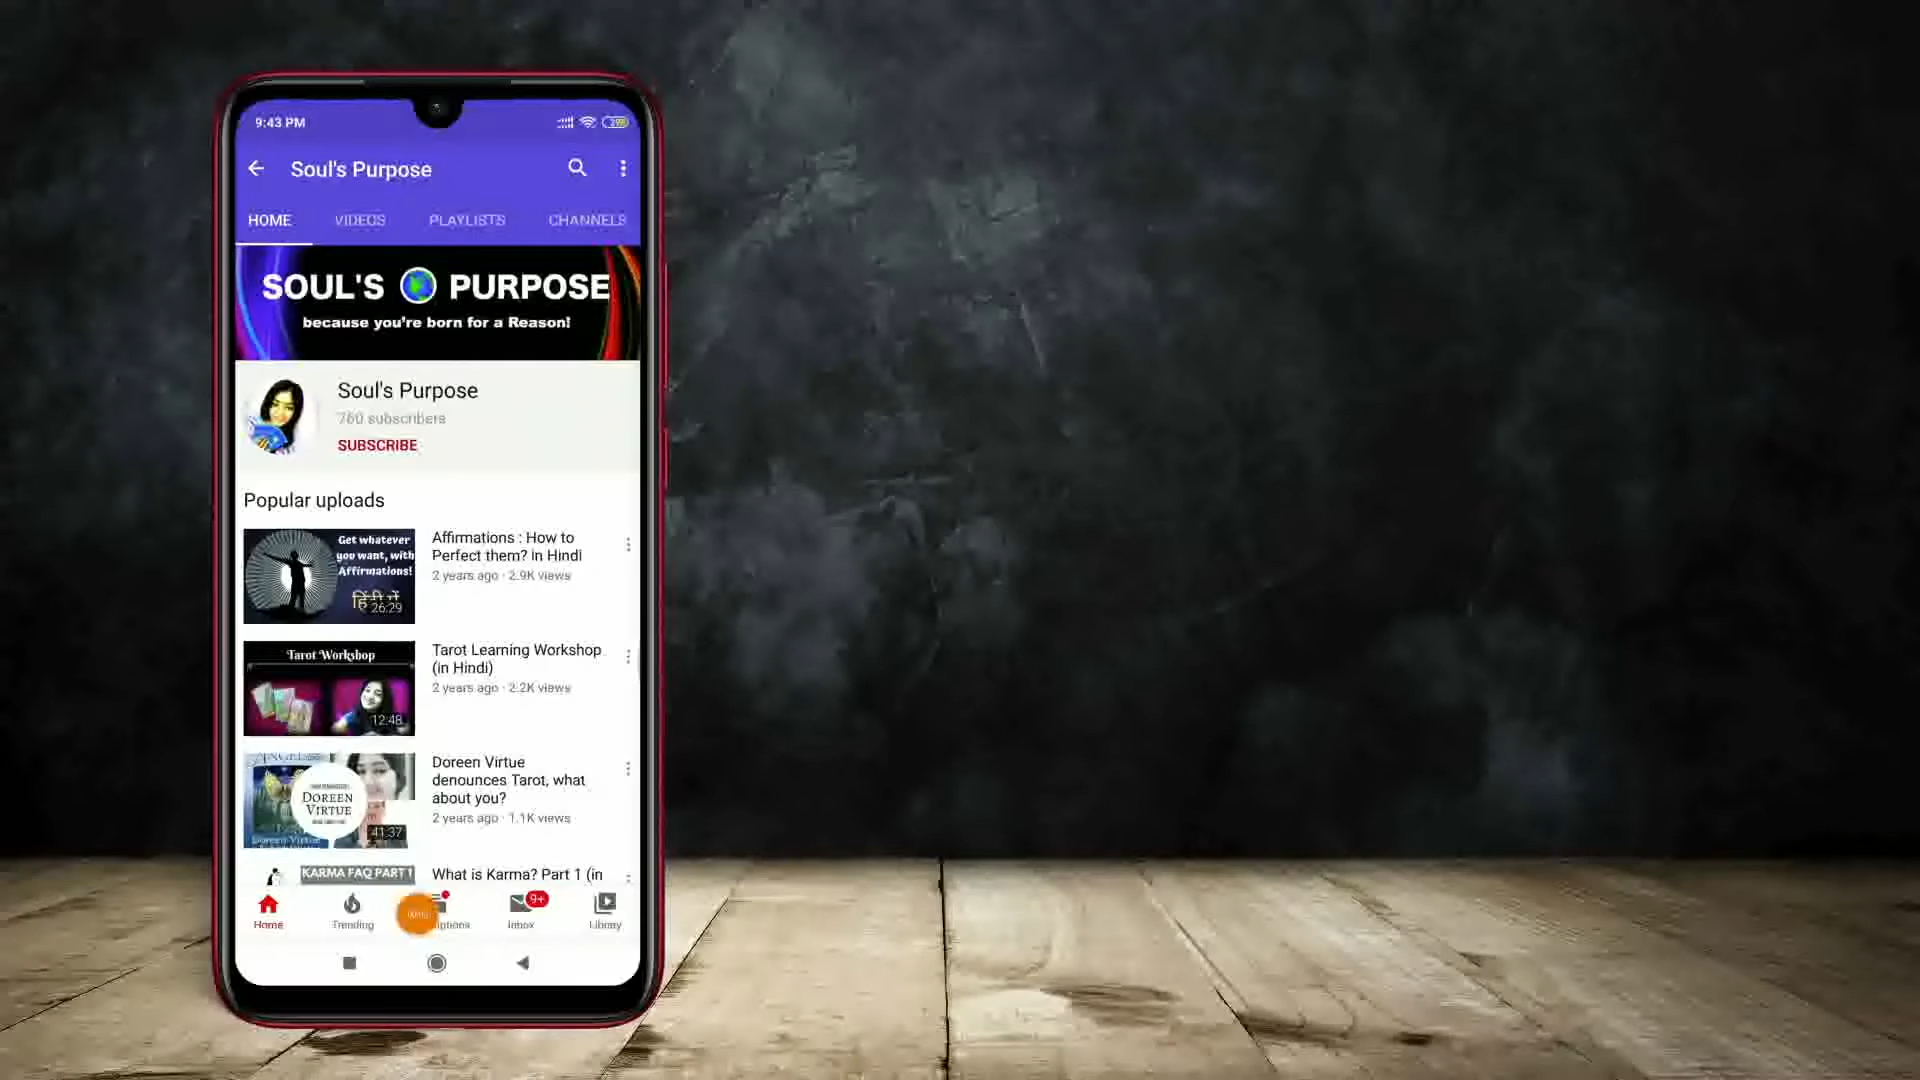 9:43 PM
Soul's Purpose
HOME VIDEOS PLAYLISTS CHANNELS
SOUL'S PURPOSE
because you're born for a Reason!
Soul's Purpose
760 subscribers
SUBSCRIBE
Popular uploads
Get whatever
you want, with
Affirmations!
हिंदी में
26:29
Affirmations : How to
Perfect them? in Hindi
2 years ago · 2.9K views
Tarot Workshop
12:48
Tarot Learning Workshop
(in Hindi)
2 years ago · 2.2K views
DOREEN
VIRTUE
41:37
Doreen Virtue
denounces Tarot, what
about you?
2 years ago · 1.1K views
KARMA FAQ PART 1
What is Karma? Part 1 (in
9+
Home Trending Inbox Library